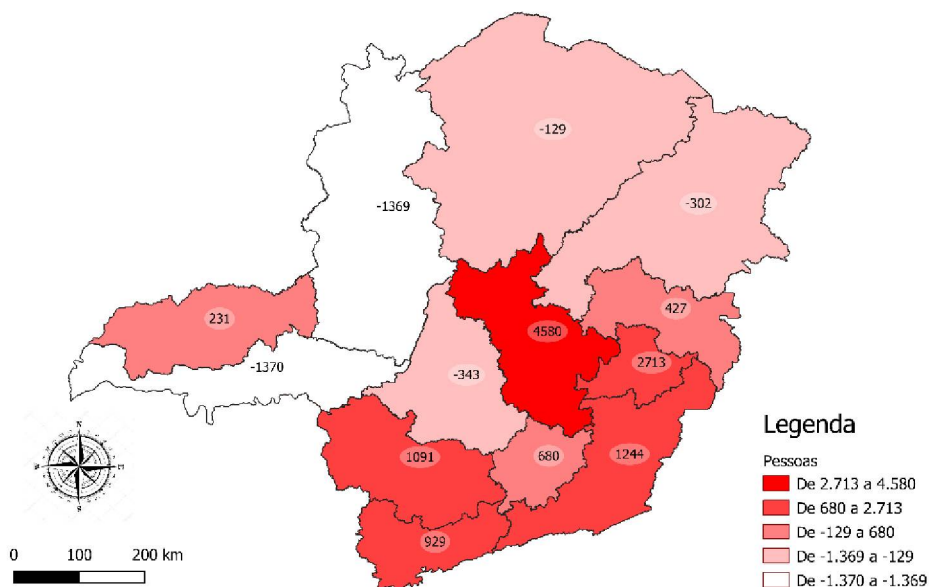 -129
-302
-1369
231
427
4580
-1370
2713
-343
1091
680
1244
929
Legenda
Pessoas
De 2.713 a 4.580
De 680 a 2.713
De -129 a 680
De -1.369 a -129
De -1.370 a -1.369
N
0 100 200 km